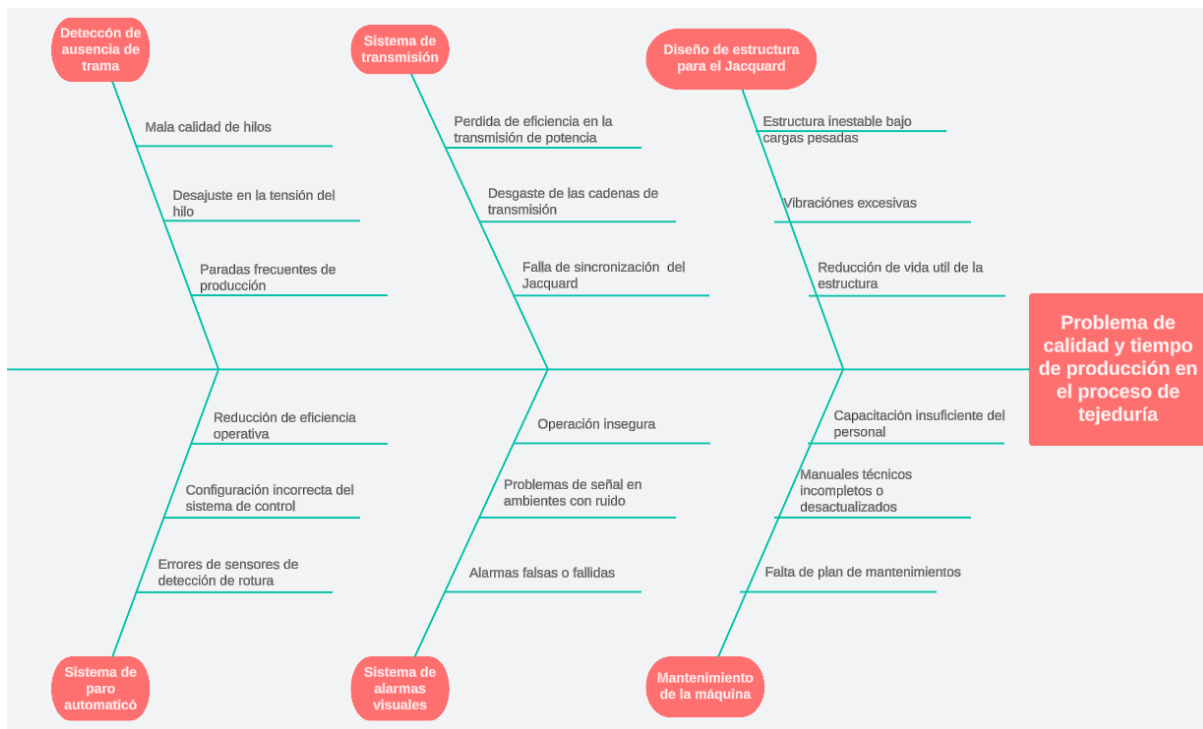 Deteccón de
ausencia de
trama
Sistema de
transmisión
Diseño de estructura
para el Jacquard
Mala calidad de hilos
Desajuste en la tensión del
hilo
Paradas frecuentes de
producción
Perdida de eficiencia en la
transmisión de potencia
Desgaste de las cadenas de
transmisión
Falla de sincronización del
Jacquard
Estructura inestable bajo
cargas pesadas
Vibraciónes excesivas
Reducción de vida util de la
estructura
Problema de
calidad y tiempo
de producción en
el proceso de
tejeduría
Reducción de eficiencia
operativa
Configuración incorrecta del
sistema de control
Errores de sensores de
detección de rotura
Operación insegura
Problemas de señal en
ambientes con ruido
Alarmas falsas o fallidas
Capacitación insuficiente del
personal
Manuales técnicos
incompletos o
desactualizados
Falta de plan de mantenimientos
Sistema de
paro
automaticó
Sistema de
alarmas
visuales
Mantenimiento
de la máquina